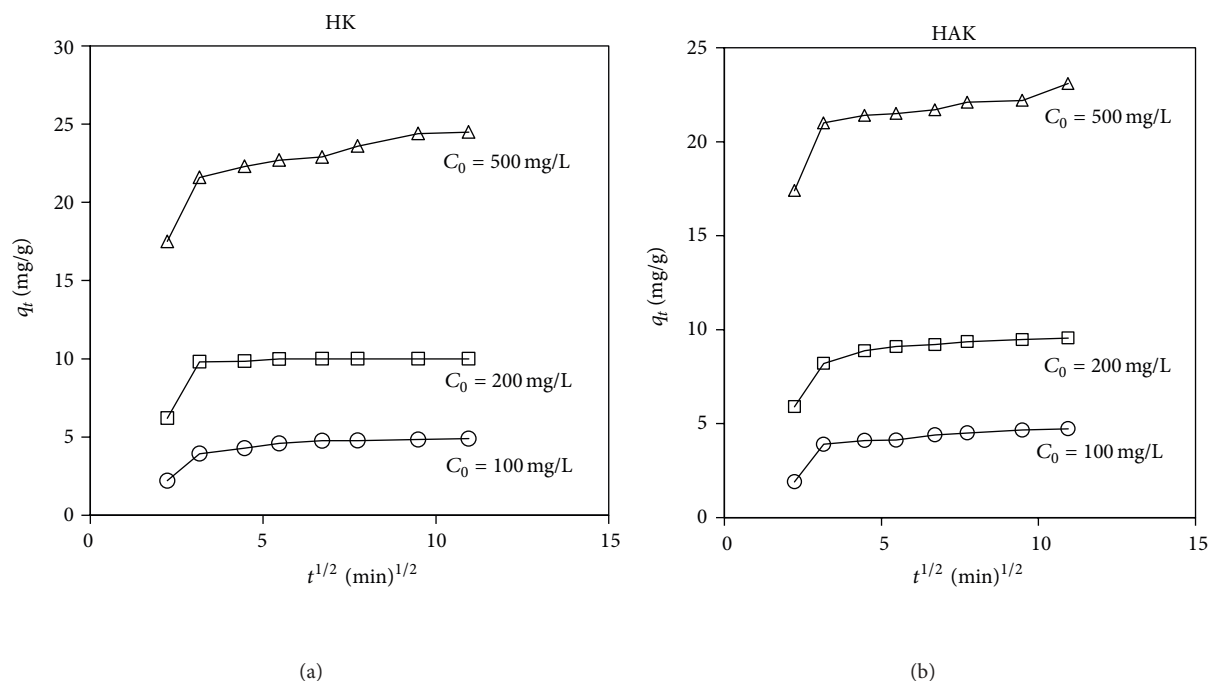 HK
30
25
20
15
10
5
0
0
5
10
15
q_t (mg/g)
t^{1/2} (min)^{1/2}
C_0 = 500 mg/L
C_0 = 200 mg/L
C_0 = 100 mg/L
(a)
HAK
25
20
15
10
5
0
0
5
10
15
q_t (mg/g)
t^{1/2} (min)^{1/2}
C_0 = 500 mg/L
C_0 = 200 mg/L
C_0 = 100 mg/L
(b)